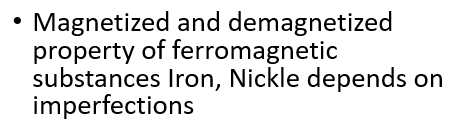 • Magnetized and demagnetized
property of ferromagnetic
substances Iron, Nickle depends on
imperfections